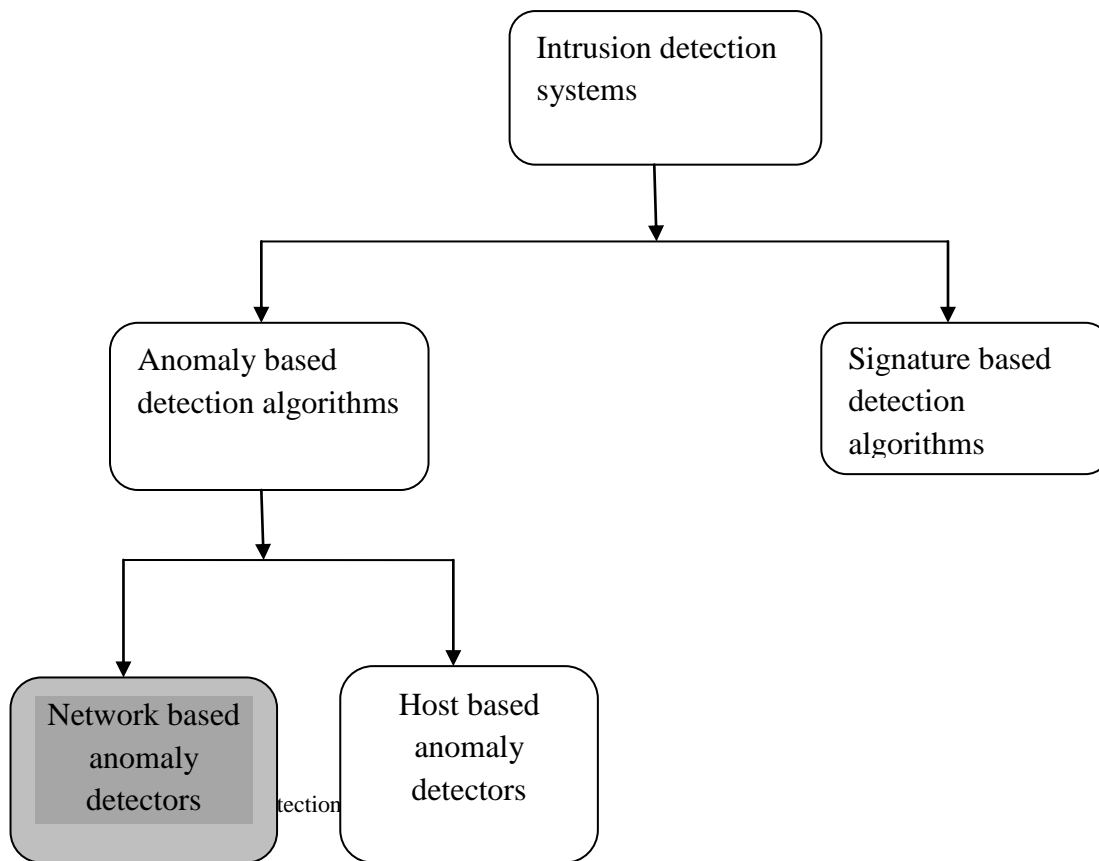 Intrusion detection
systems
Anomaly based
detection algorithms
Signature based
detection
algorithms
Network based
anomaly
detectors
Host based
anomaly
detectors
tection